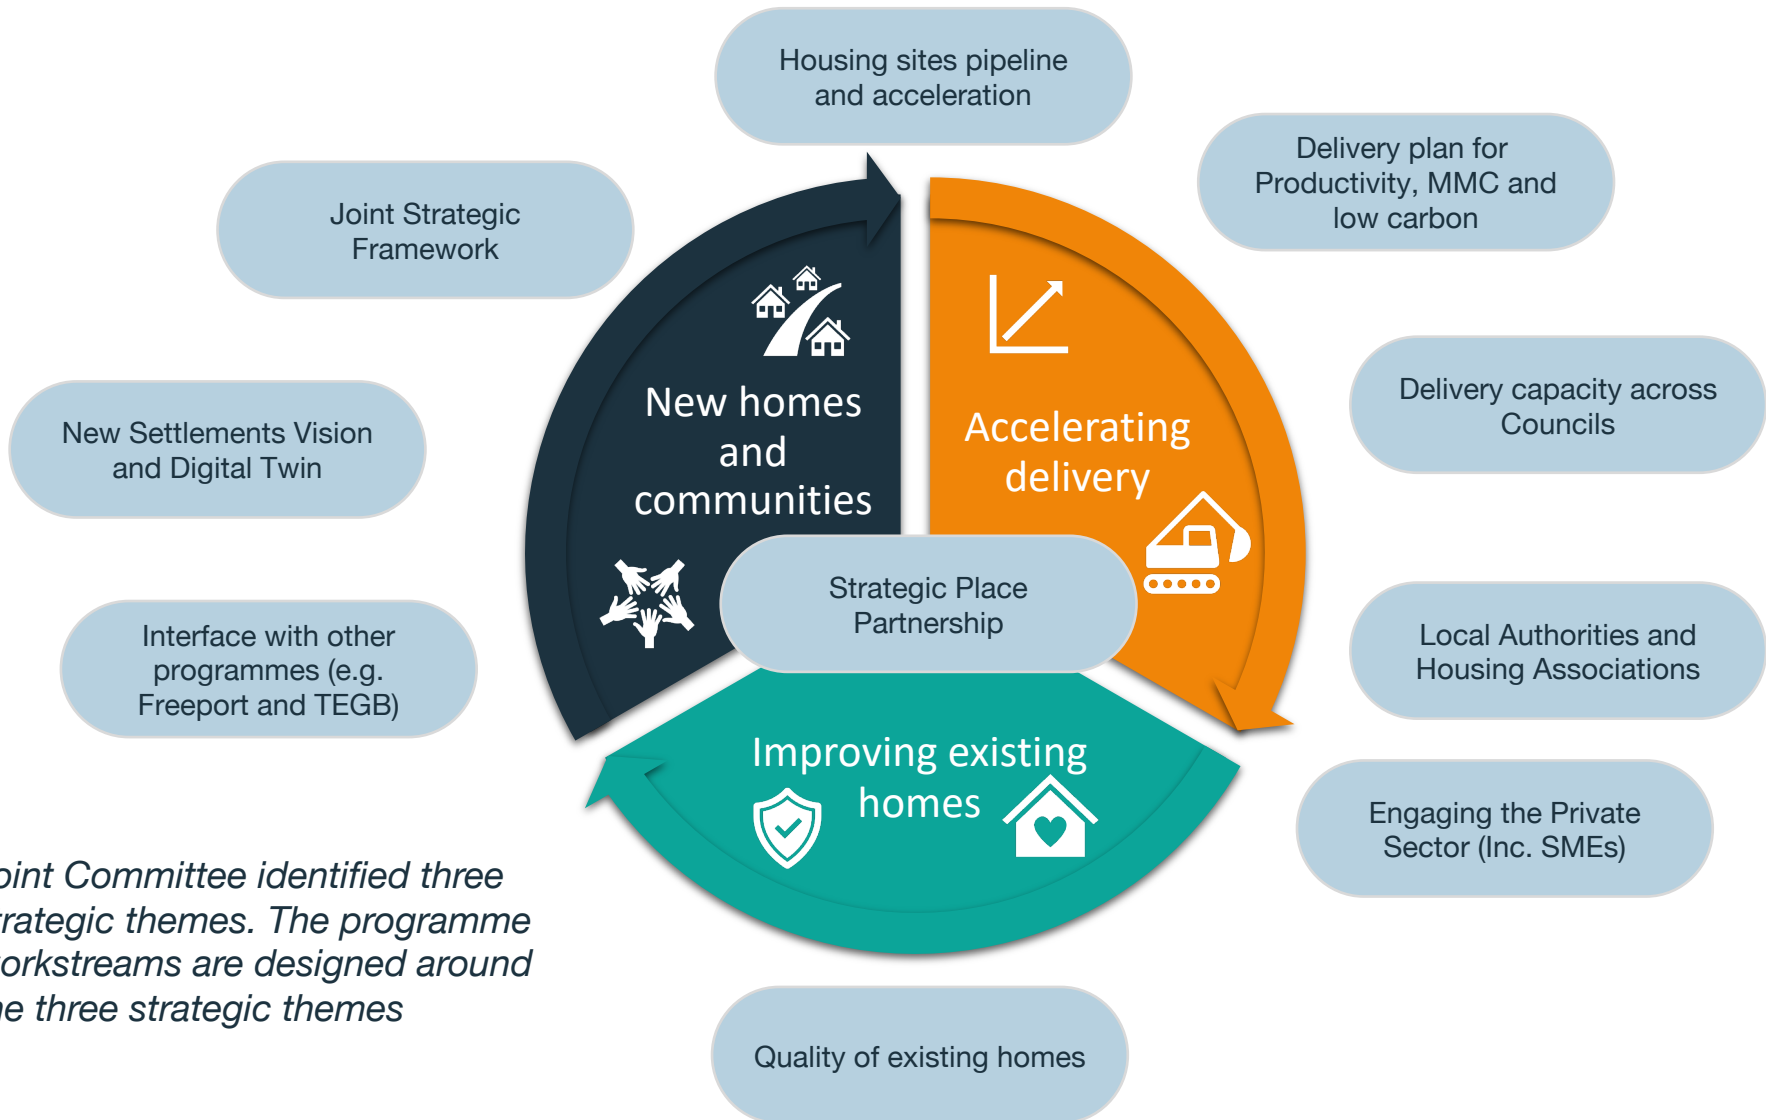 Housing sites pipeline
and acceleration
Delivery plan for
Productivity, MMC and
low carbon
Joint Strategic
Framework
New homes
and
communities
Accelerating
delivery
Delivery capacity across
Councils
New Settlements Vision
and Digital Twin
Strategic Place
Partnership
Interface with other
programmes (e.g.
Freeport and TEGB)
Local Authorities and
Housing Associations
Improving existing
homes
Engaging the Private
Sector (Inc. SMEs)
oint Committee identified three
trategic themes. The programme
orkstreams are designed around
he three strategic themes
Quality of existing homes